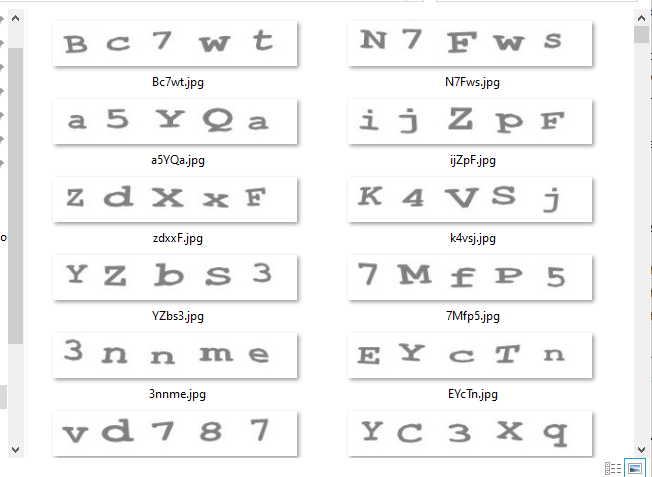 B c 7 w t N 7 F w s
Bc7wt.jpg N7Fws.jpg
a 5 Y Q a i j Z p F
a5YQa.jpg ijZpF.jpg
z d X x F K 4 V S j
zdxxF.jpg k4vsj.jpg
Y Z b s 3 7 M f P 5
YZbs3.jpg 7Mfp5.jpg
3 n n m e E Y c T n
3nnme.jpg EYcTn.jpg
v d 7 8 7 Y C 3 X q